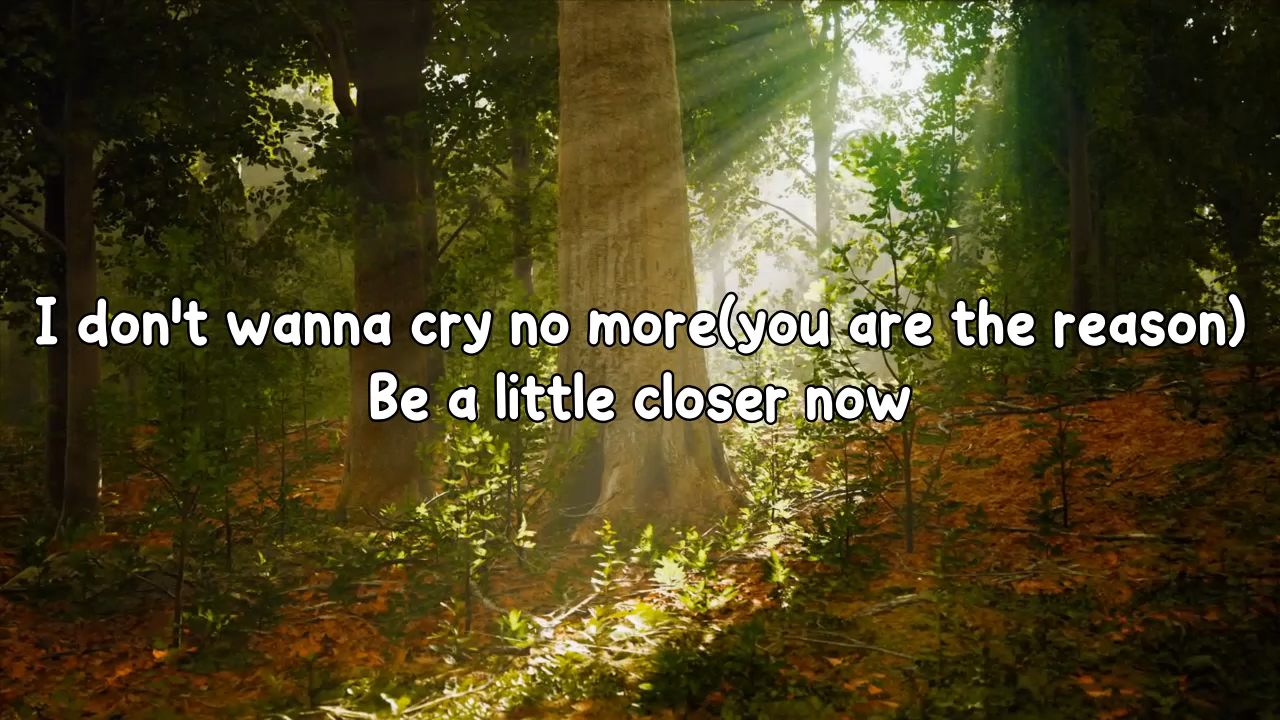 I don't wanna cry no more(you are the reason)
Be a little closer now